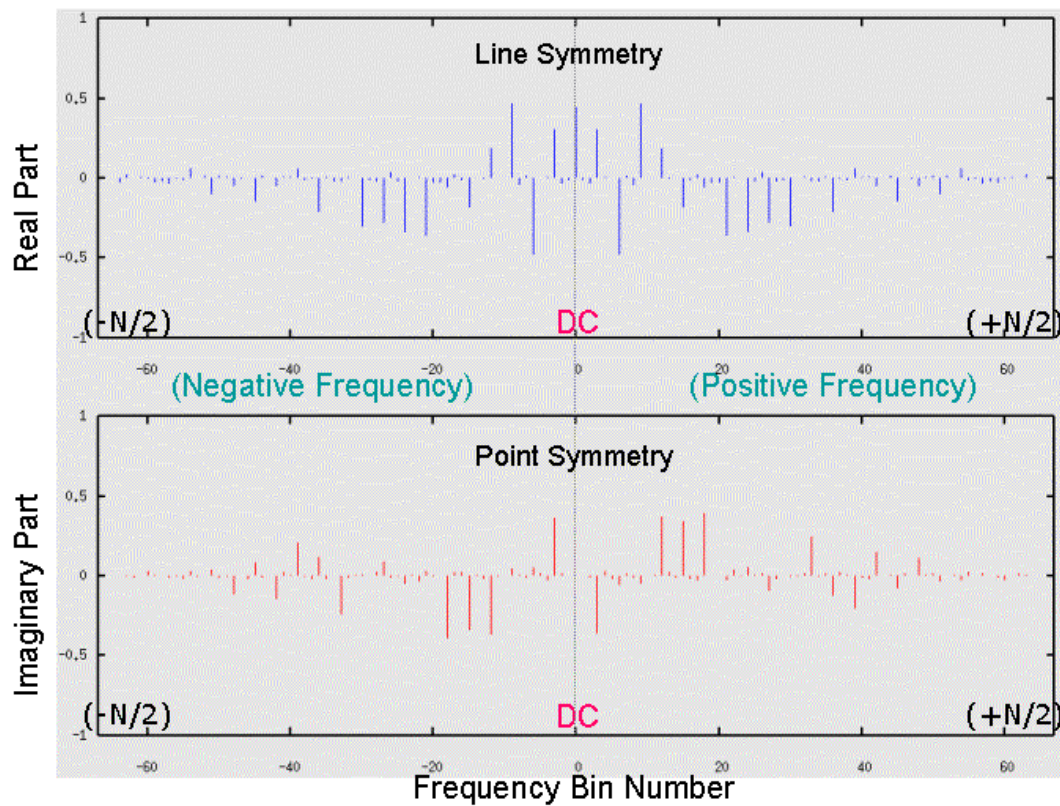 1
Line Symmetry
0.5
Real Part
0
-0.5
-1
(-N/2)
DC
(+N/2)
-60 -40 -20 0 20 40 60
(Negative Frequency) (Positive Frequency)
1
Point Symmetry
0.5
Imaginary Part
0
-0.5
-1
(-N/2)
DC
(+N/2)
-60 -40 -20 0 20 40 60
Frequency Bin Number